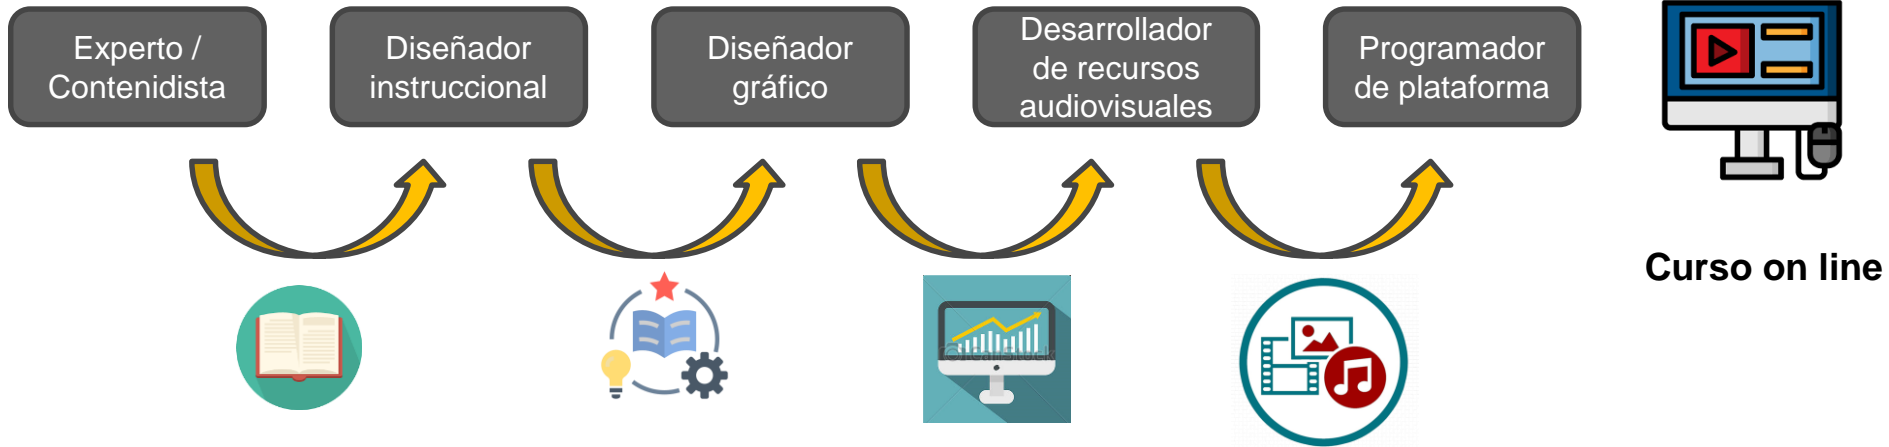 Experto /
Contenidista
Diseñador
instruccional
Diseñador
gráfico
Desarrollador
de recursos
audiovisuales
Programador
de plataforma
Curso on line